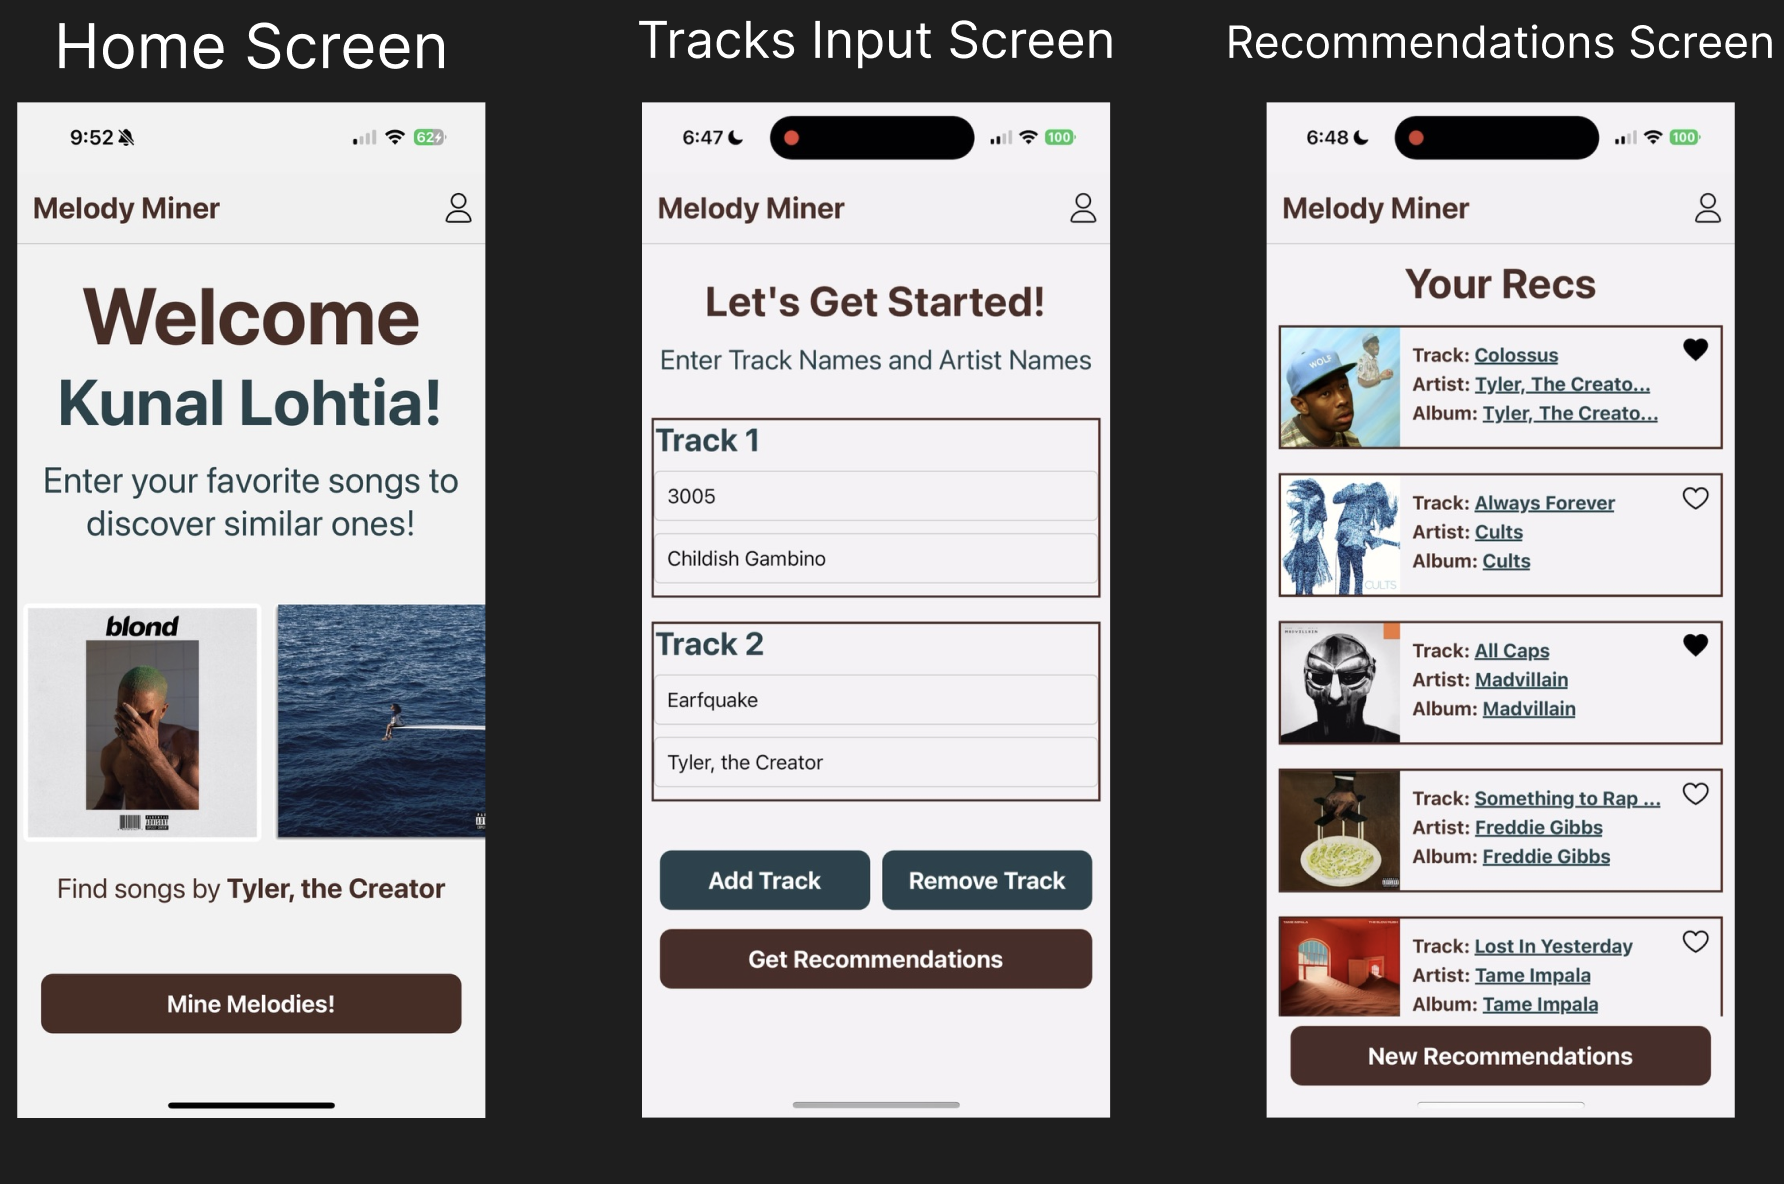 Home Screen
9:52
62
Melody Miner
Welcome
Kunal Lohtia!
Enter your favorite songs to
discover similar ones!
blond
Find songs by Tyler, the Creator
Mine Melodies!
Tracks Input Screen
6:47
100
Melody Miner
Let's Get Started!
Enter Track Names and Artist Names
Track 1
3005
Childish Gambino
Track 2
Earfquake
Tyler, the Creator
Add Track
Remove Track
Get Recommendations
Recommendations Screen
6:48
100
Melody Miner
Your Recs
WOLF
Track: Colossus
Artist: Tyler, The Creato...
Album: Tyler, The Creato...
CULTS
Track: Always Forever
Artist: Cults
Album: Cults
MADVILLAIN
Track: All Caps
Artist: Madvillain
Album: Madvillain
Track: Something to Rap ...
Artist: Freddie Gibbs
Album: Freddie Gibbs
Track: Lost In Yesterday
Artist: Tame Impala
Album: Tame Impala
New Recommendations